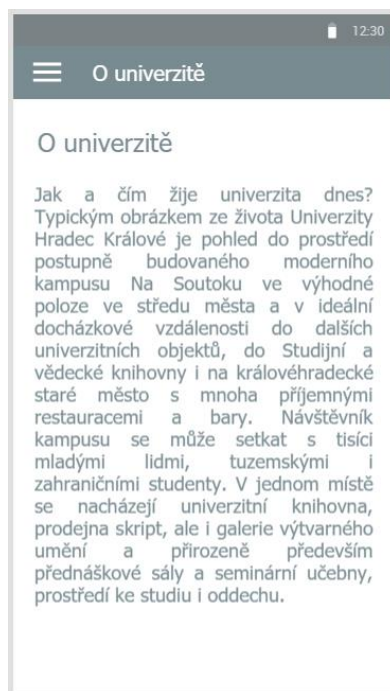 12:30
O univerzitě
O univerzitě
Jak a čím žije univerzita dnes?
Typickým obrázkem ze života Univerzity
Hradec Králové je pohled do prostředí
postupně budovaného moderního
kampusu Na Soutoku ve výhodné
poloze ve středu města a v ideální
docházkové vzdálenosti do dalších
univerzitních objektů, do Studijní a
vědecké knihovny i na královéhradecké
staré město s mnoha příjemnými
restauracemi a bary. Návštěvník
kampusu se může setkat s tisíci
mladými lidmi, tuzemskými i
zahraničními studenty. V jednom místě
se nacházejí univerzitní knihovna,
prodejna skript, ale i galerie výtvarného
umění a přirozeně především
přednáškové sály a seminární učebny,
prostředí ke studiu i oddechu.